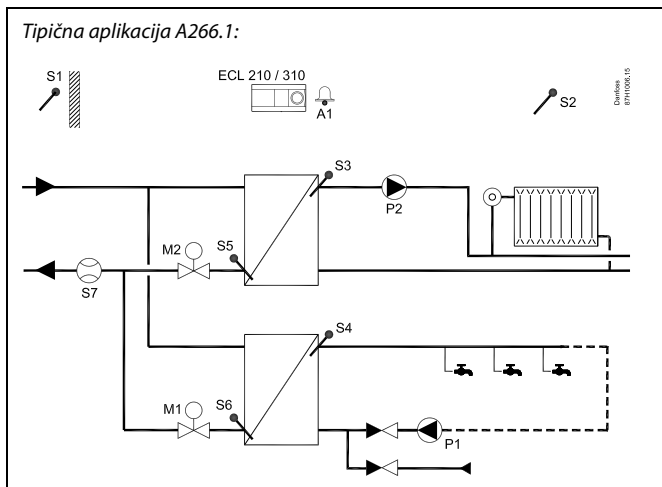 Tipična aplikacija A266.1:
S1
ECL 210 / 310
A1
S2
Danfoss
87H1006.15
S3
P2
M2
S5
S7
S4
M1
S6
P1